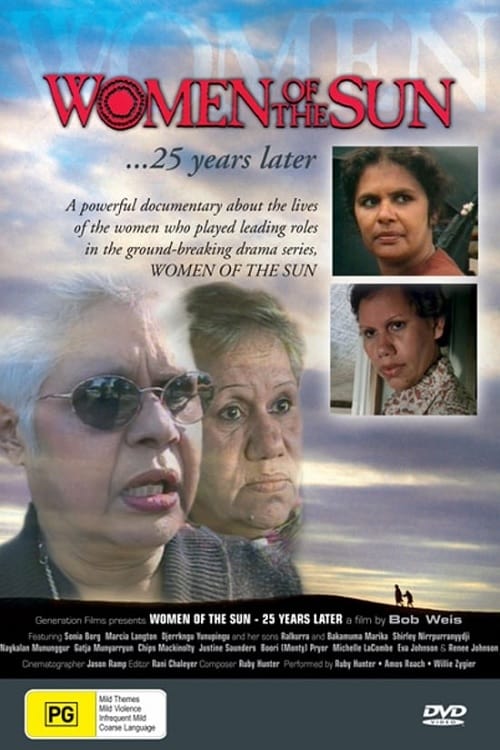 WOMEN
WOMEN OF THE SUN
...25 years later
A powerful documentary about the lives
of the women who played leading roles
in the ground-breaking drama series,
WOMEN OF THE SUN
Generation Films presents WOMEN OF THE SUN - 25 YEARS LATER a film by Bob Weis
Featuring Sonia Borg Marcia Langton Djerrkngu Yunupingu and her sons Ralkurra and Bakamuma Marika Shirley Nirrpurranydji
Naykalan Mununggur Gatja Munyarryun Chips Mackinolty Justine Saunders Boori (Monty) Pryor Michelle LaCombe Eva Johnson & Renee Johnson
Cinematographer Jason Ramp Editor Rani Chaleyer Composer Ruby Hunter Performed by Ruby Hunter • Amos Roach • Willie Zygier
PG
Mild Themes
Mild Violence
Infrequent Mild
Coarse Language
DVD
VIDEO